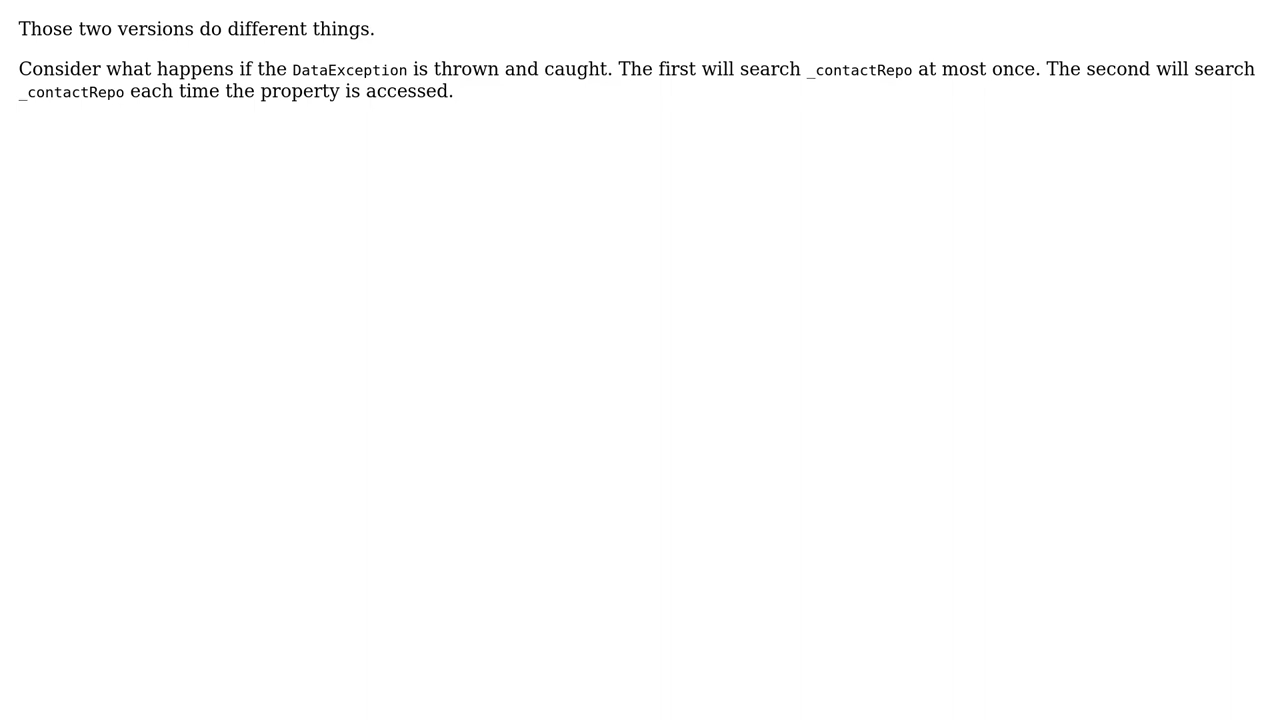 Those two versions do different things.
Consider what happens if the DataException is thrown and caught. The first will search _contactRepo at most once. The second will search
_contactRepo each time the property is accessed.